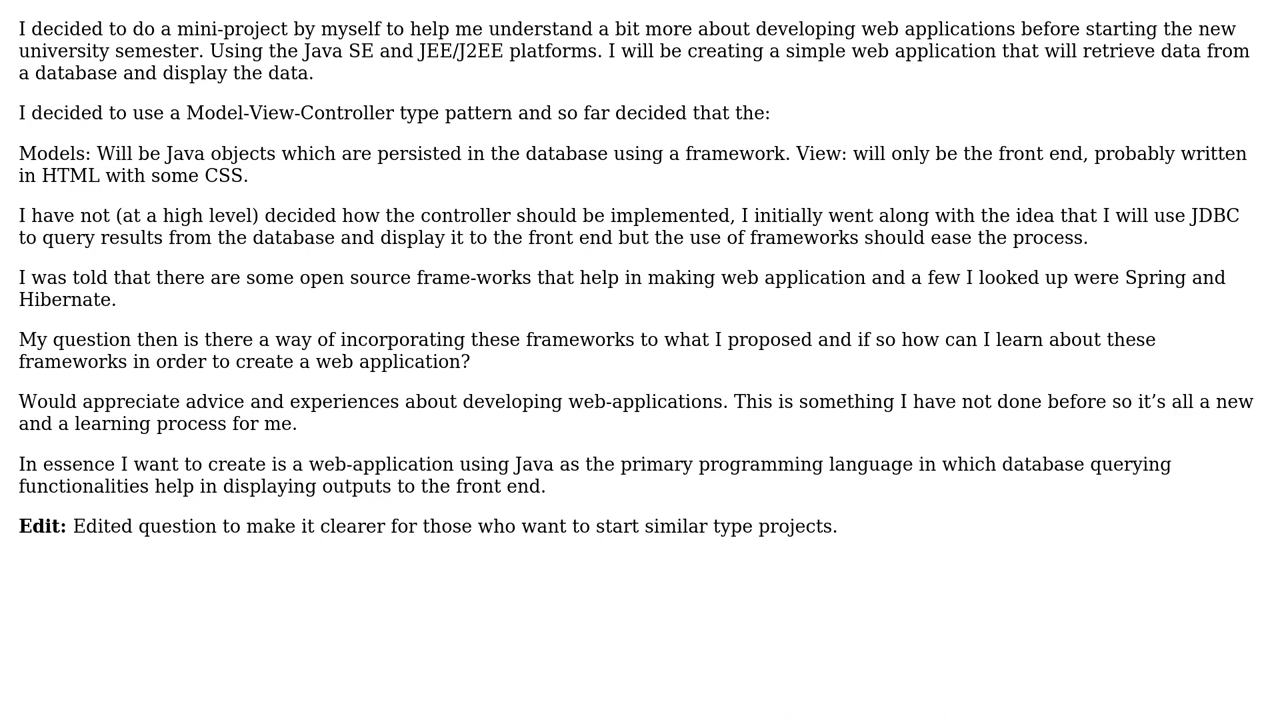 I decided to do a mini-project by myself to help me understand a bit more about developing web applications before starting the new
university semester. Using the Java SE and JEE/J2EE platforms. I will be creating a simple web application that will retrieve data from
a database and display the data.
I decided to use a Model-View-Controller type pattern and so far decided that the:
Models: Will be Java objects which are persisted in the database using a framework. View: will only be the front end, probably written
in HTML with some CSS.
I have not (at a high level) decided how the controller should be implemented, I initially went along with the idea that I will use JDBC
to query results from the database and display it to the front end but the use of frameworks should ease the process.
I was told that there are some open source frame-works that help in making web application and a few I looked up were Spring and
Hibernate.
My question then is there a way of incorporating these frameworks to what I proposed and if so how can I learn about these
frameworks in order to create a web application?
Would appreciate advice and experiences about developing web-applications. This is something I have not done before so it’s all a new
and a learning process for me.
In essence I want to create is a web-application using Java as the primary programming language in which database querying
functionalities help in displaying outputs to the front end.
Edit: Edited question to make it clearer for those who want to start similar type projects.